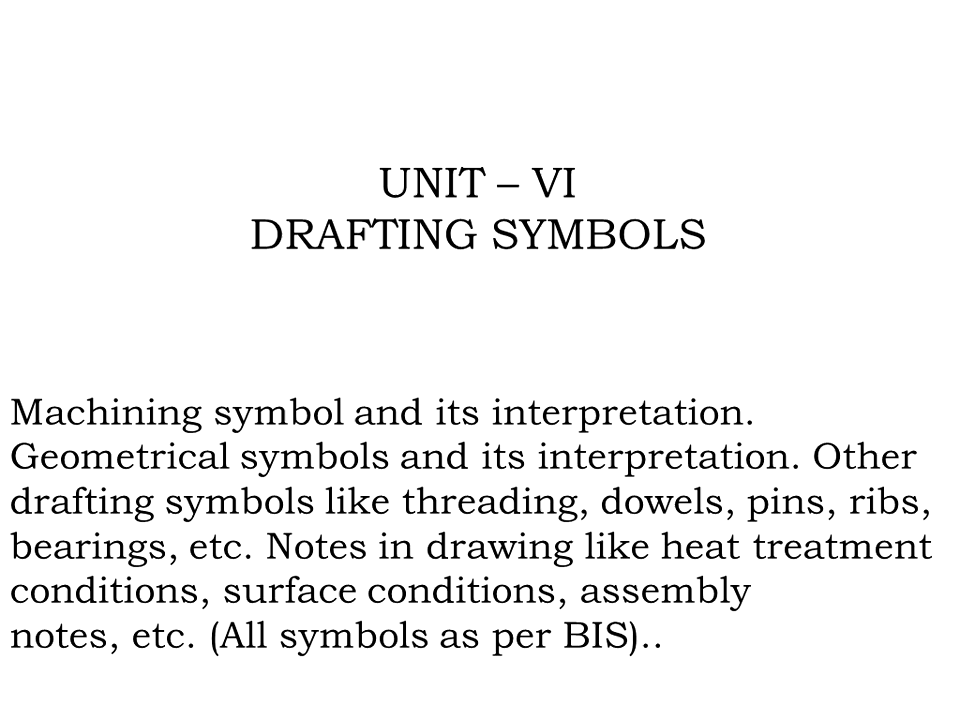 UNIT – VI
DRAFTING SYMBOLS
Machining symbol and its interpretation.
Geometrical symbols and its interpretation. Other
drafting symbols like threading, dowels, pins, ribs,
bearings, etc. Notes in drawing like heat treatment
conditions, surface conditions, assembly
notes, etc. (All symbols as per BIS)..